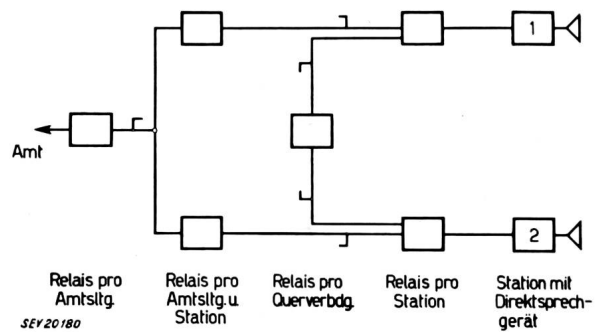 1
Amt
2
Relais pro
Amtsltg.
Relais pro
Amtsltg. u
Station
Relais pro
Querverbdg.
Relais pro
Station
Station mit
Direktsprech-
gerät
SEV 20180